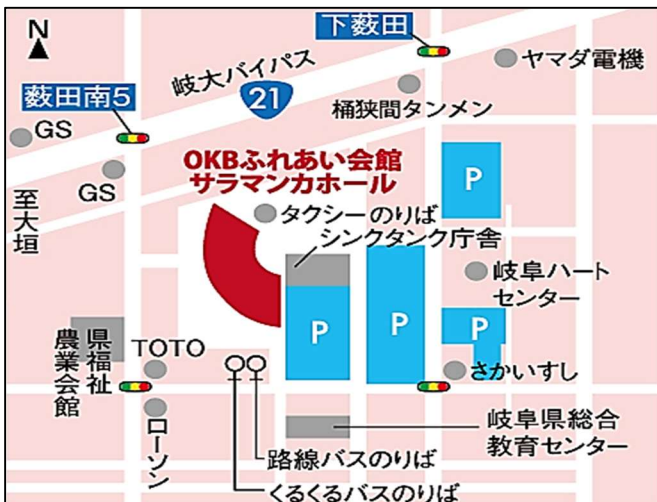 N
下薮田
ヤマダ電機
岐大バイパス
21
桶狭間タンメン
薮田南5
GS
GS
至大垣
OKBふれあい会館
サラマンカホール
P
タクシーのりば
シンクタンク庁舎
岐阜ハート
センター
P
P
P
県福祉
農業会館
TOTO
さかいすし
ローソン
岐阜県総合
教育センター
路線バスのりば
くるくるバスのりば